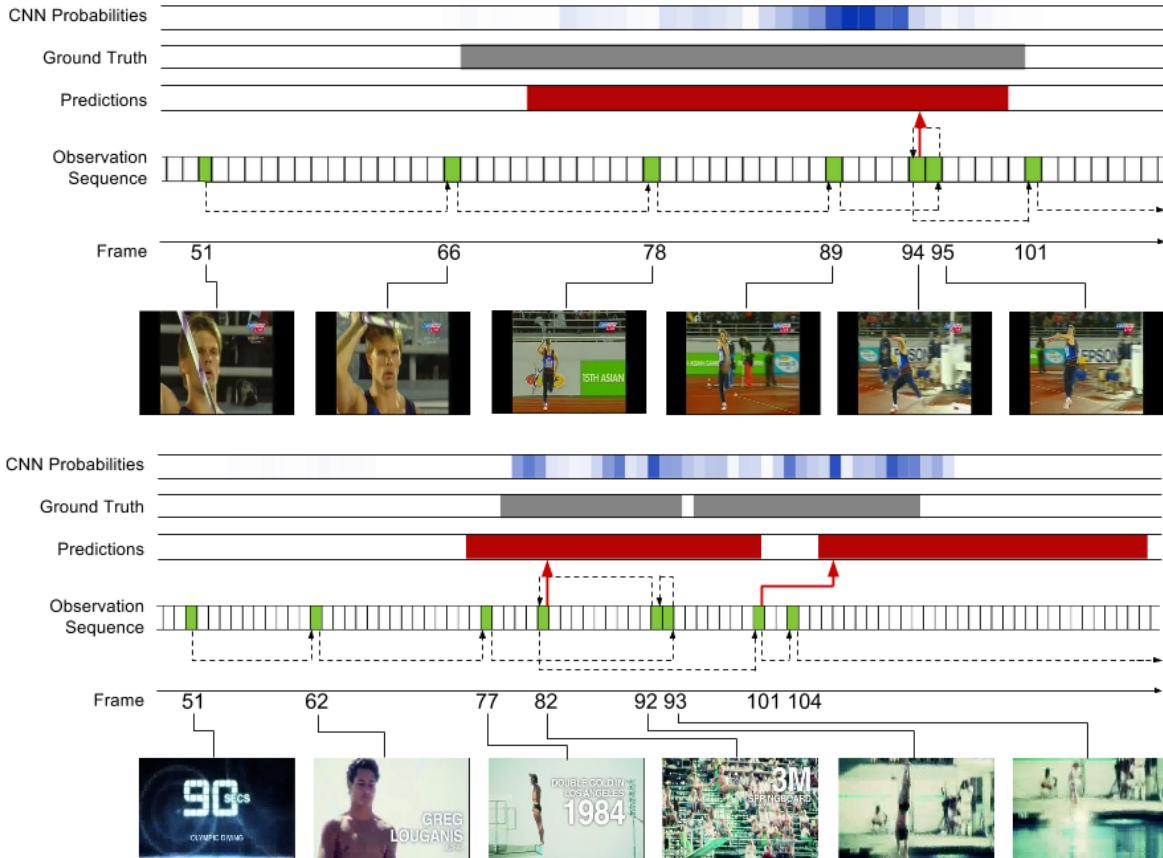 CNN Probabilities
Ground Truth
Predictions
Observation
Sequence
Frame
51
66
78
89
94
95
101
15TH ASIAN
EPSON
EPSON
CNN Probabilities
Ground Truth
Predictions
Observation
Sequence
Frame
51
62
77
82
92
93
101
104
90 SECS
OLYMPIC DIVING
GREG
LOUGANIS
DOUBLE GOLD IN
LOS ANGELES
1984
3M
SPRINGBOARD